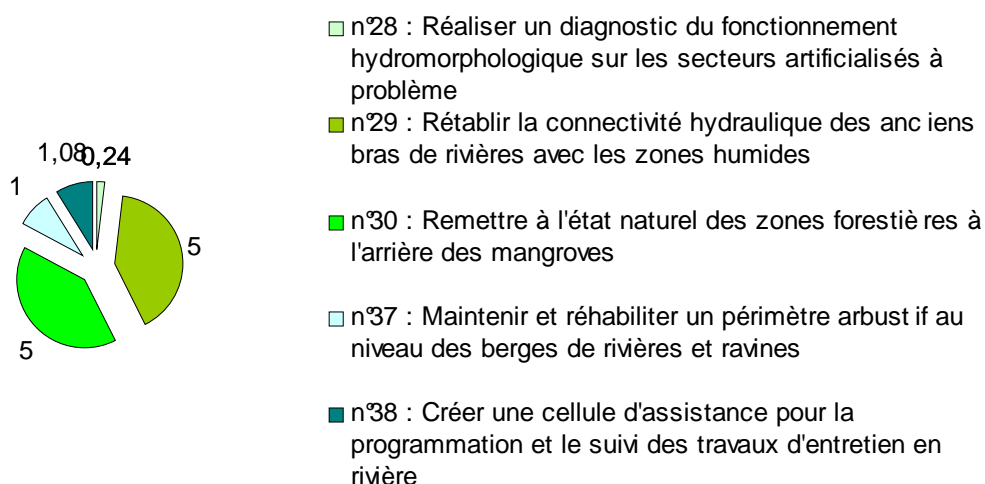 n°28 : Réaliser un diagnostic du fonctionnement
hydromorphologique sur les secteurs artificialisés à
problème
n°29 : Rétablir la connectivité hydraulique des anc iens
bras de rivières avec les zones humides
1,08
0,24
1
5
n°30 : Remettre à l'état naturel des zones forestiè res à
l'arrière des mangroves
n°37 : Maintenir et réhabiliter un périmètre arbust if au
niveau des berges de rivières et ravines
5
n°38 : Créer une cellule d'assistance pour la
programmation et le suivi des travaux d'entretien en
rivière